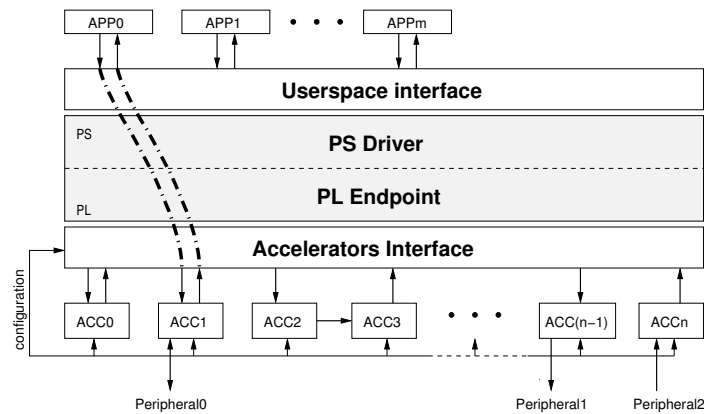 APP0 APP1 APPm
Userspace interface
PS
PS Driver
PL Endpoint
PL
Accelerators Interface
configuration
ACC0 ACC1 ACC2 ACC3 ACC(n−1) ACCn
Peripheral0 Peripheral1 Peripheral2